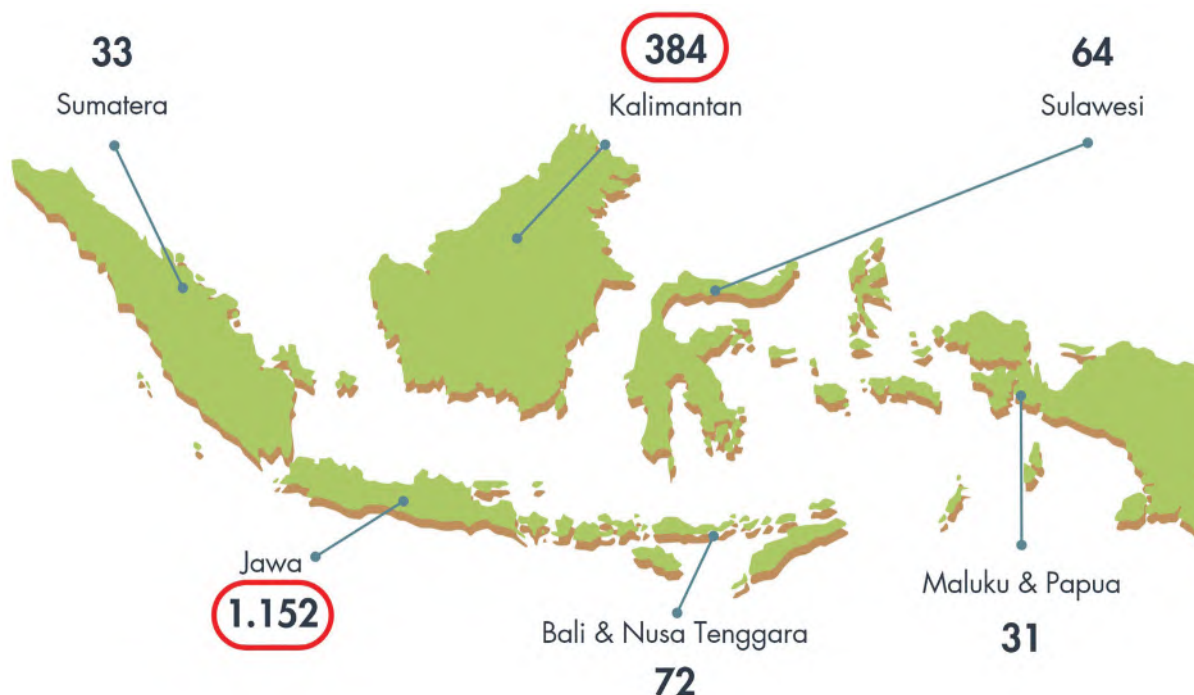 33
Sumatera
384
Kalimantan
64
Sulawesi
Jawa
1.152
Bali & Nusa Tenggara
72
Maluku & Papua
31